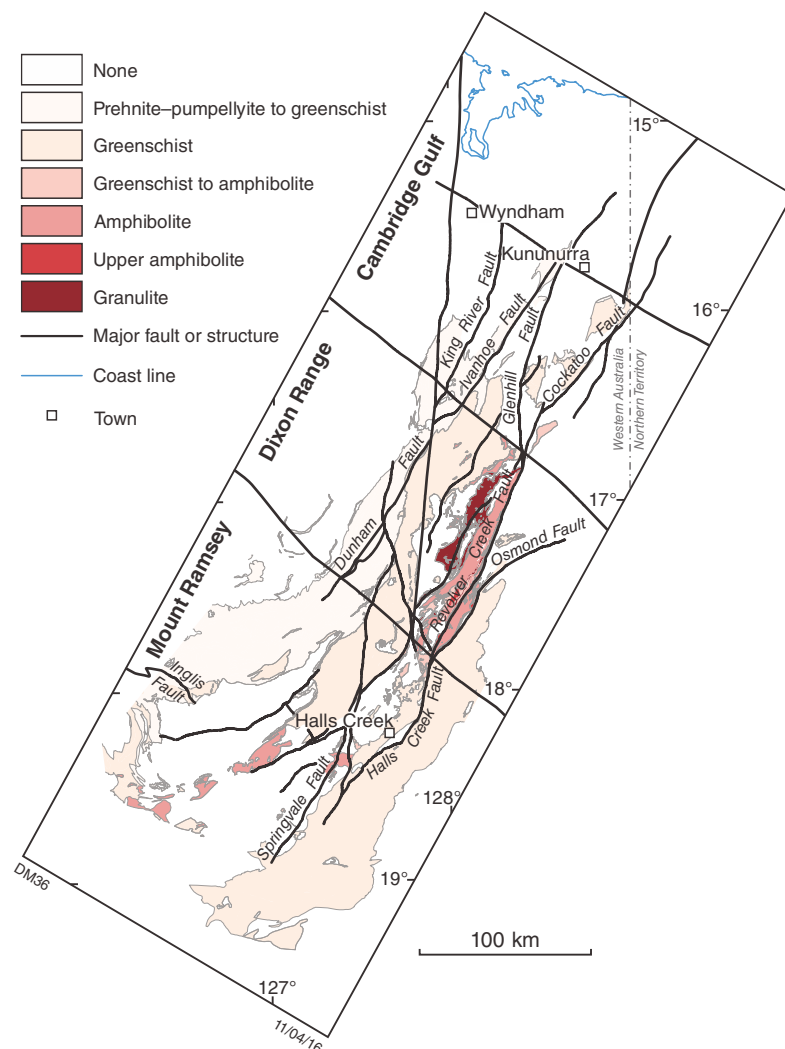 None
Prehnite–pumpellyite to greenschist
Greenschist
Greenschist to amphibolite
Amphibolite
Upper amphibolite
Granulite
Major fault or structure
Coast line
Town
15°
Cambridge Gulf
Wyndham
Kununurra
King River Fault
Ivanhoe Fault
Glenhill Fault
Cockatoo Fault
16°
Western Australia
Northern Territory
Dixon Range
Dunham Fault
Revolver Creek Fault
Osmond Fault
17°
Mount Ramsey
Inglis
Fault
18°
Halls Creek
Halls Creek Fault
Springvale Fault
128°
19°
DM36
100 km
127°
11/04/16